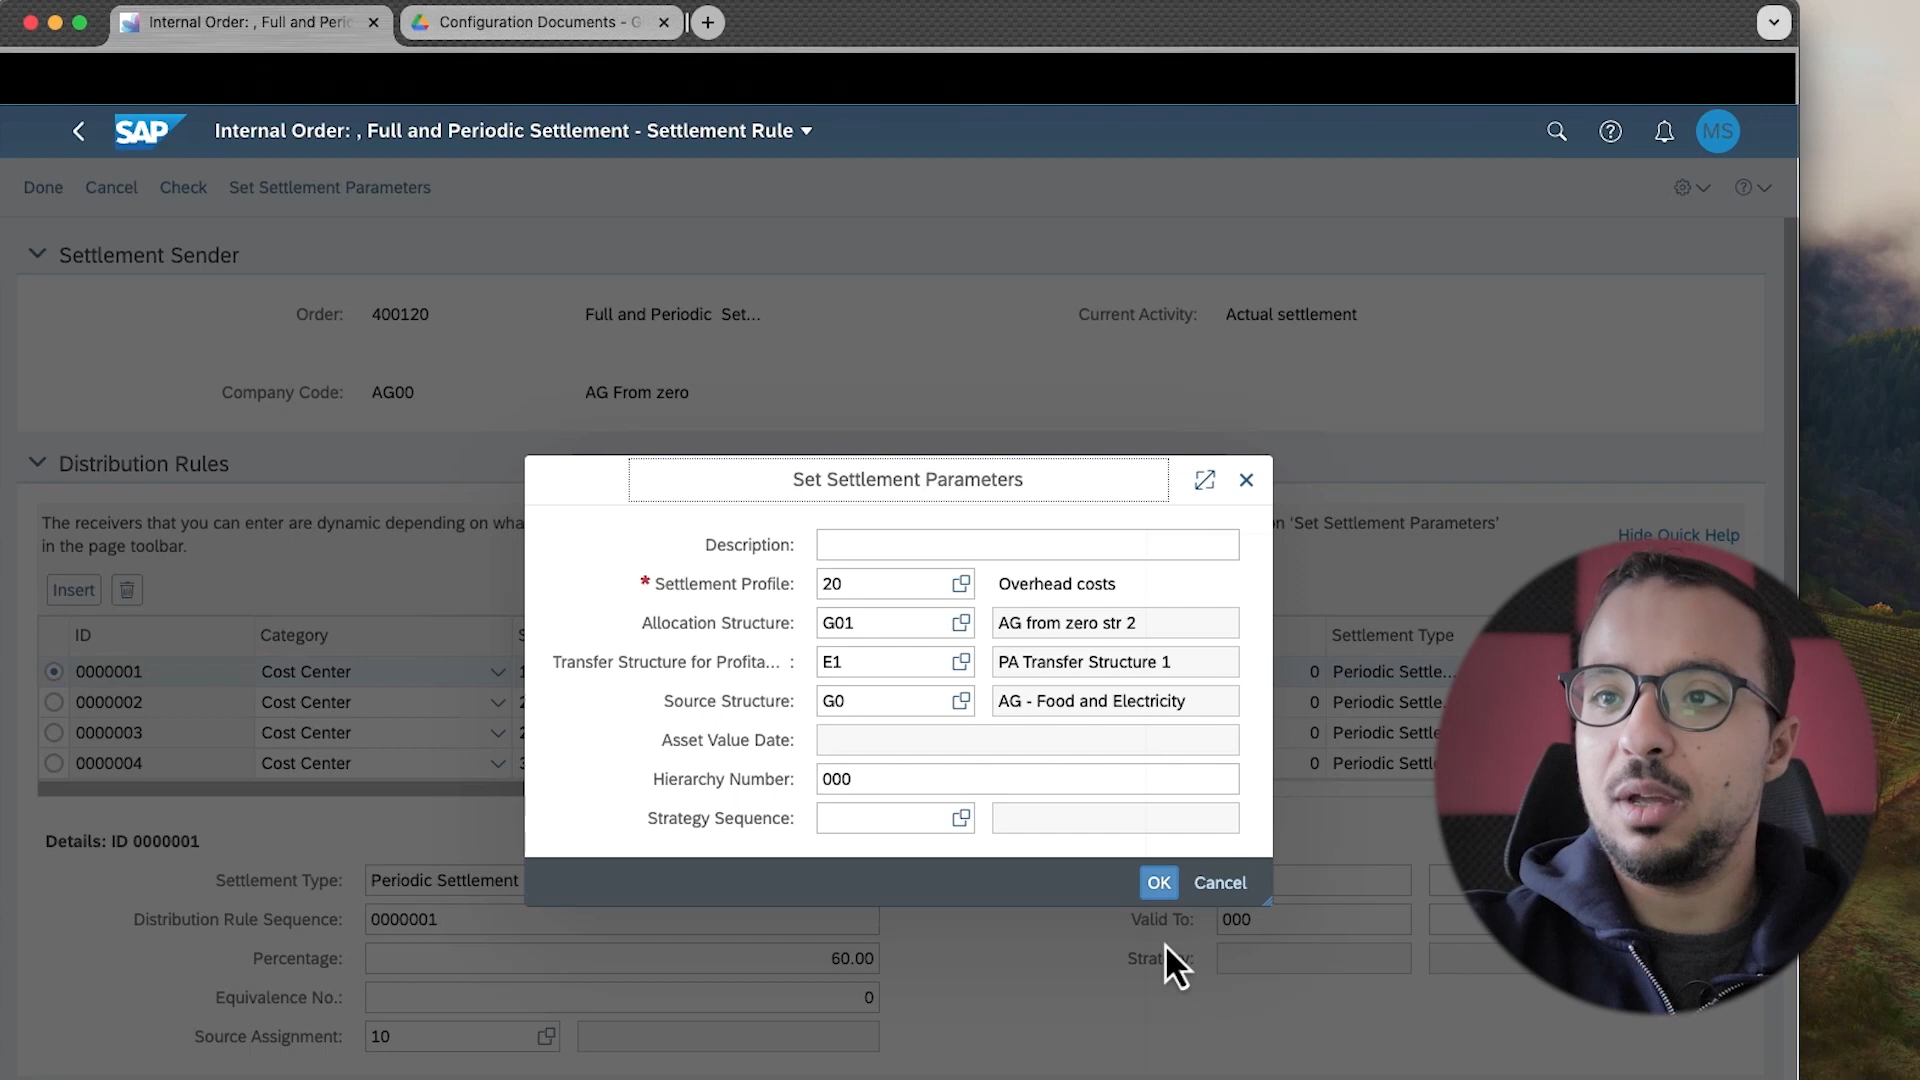 Internal Order: , Full and Peric
Configuration Documents - G
SAP
Internal Order: , Full and Periodic Settlement - Settlement Rule
MS
Done Cancel Check Set Settlement Parameters
Settlement Sender
Order: 400120 Full and Periodic Set... Current Activity: Actual settlement
Company Code: AG00 AG From zero
Distribution Rules
The receivers that you can enter are dynamic depending on wha
n 'Set Settlement Parameters'
in the page toolbar.
Hide Quick Help
Insert
ID Category S Settlement Type
0000001 Cost Center 1 0 Periodic Settle...
0000002 Cost Center 2 0 Periodic Settle.
0000003 Cost Center 2 0 Periodic Settle
0000004 Cost Center 3 0 Periodic Settl
Set Settlement Parameters
Description:
* Settlement Profile: 20 Overhead costs
Allocation Structure: G01 AG from zero str 2
Transfer Structure for Profita... : E1 PA Transfer Structure 1
Source Structure: G0 AG - Food and Electricity
Asset Value Date:
Hierarchy Number: 000
Strategy Sequence:
OK Cancel
Details: ID 0000001
Settlement Type: Periodic Settlement
Distribution Rule Sequence: 0000001 Valid To: 000
Percentage: 60.00
Equivalence No.: 0
Source Assignment: 10